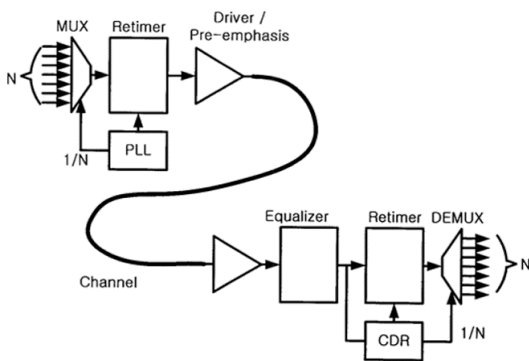 Driver /
Pre-emphasis
MUX
Retimer
N
1/N
PLL
Equalizer
Retimer
DEMUX
Channel
N
CDR
1/N